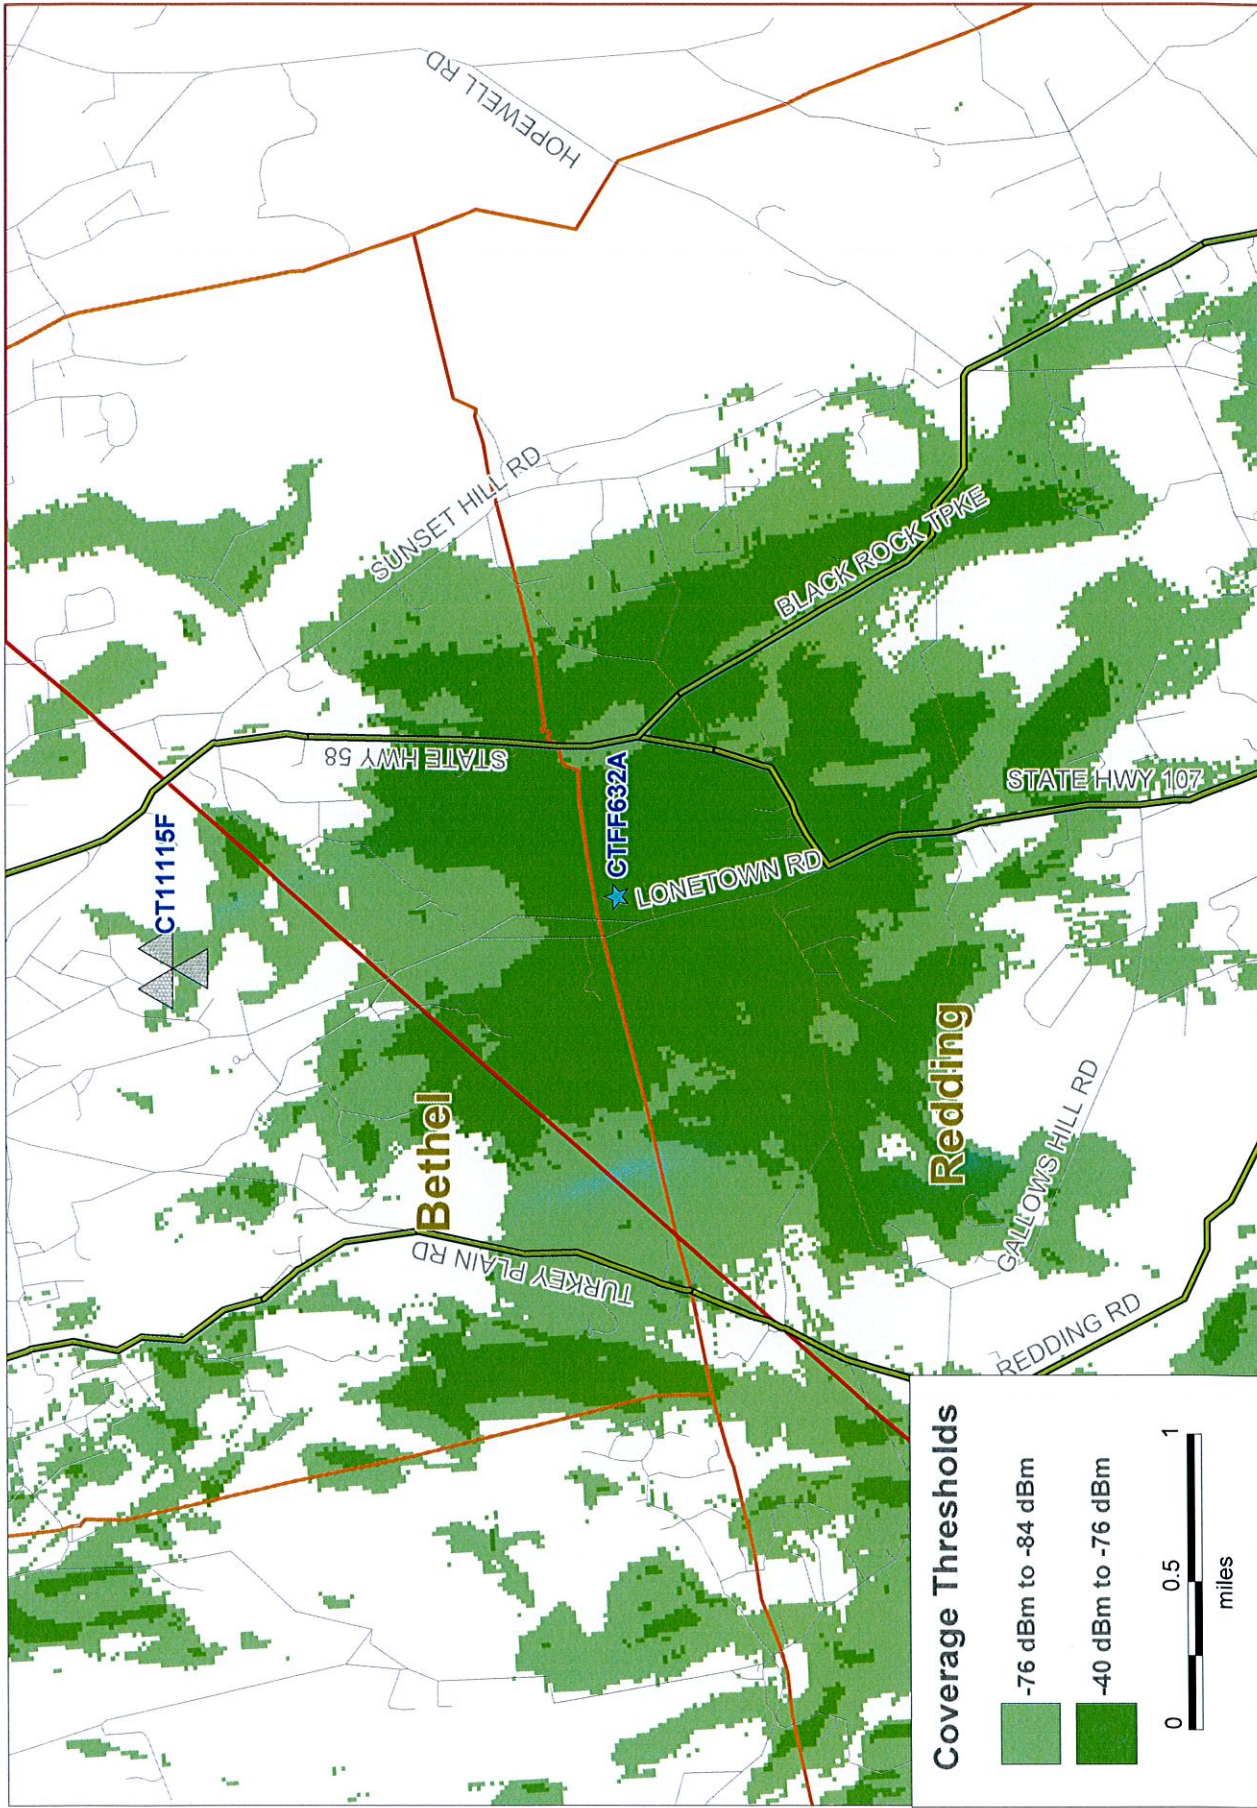 HOPEWELL RD
SUNSET HILL RD
BLACK ROCK TPKE
STATE HWY 58
STATE HWY 107
CT11115F
CTFF632A
LONETOWN RD
Bethel
Redding
TURKEY PLAIN RD
GALLOWS HILL RD
REDDING RD
Coverage Thresholds
-76 dBm to -84 dBm
-40 dBm to -76 dBm
0 0.5 1
miles